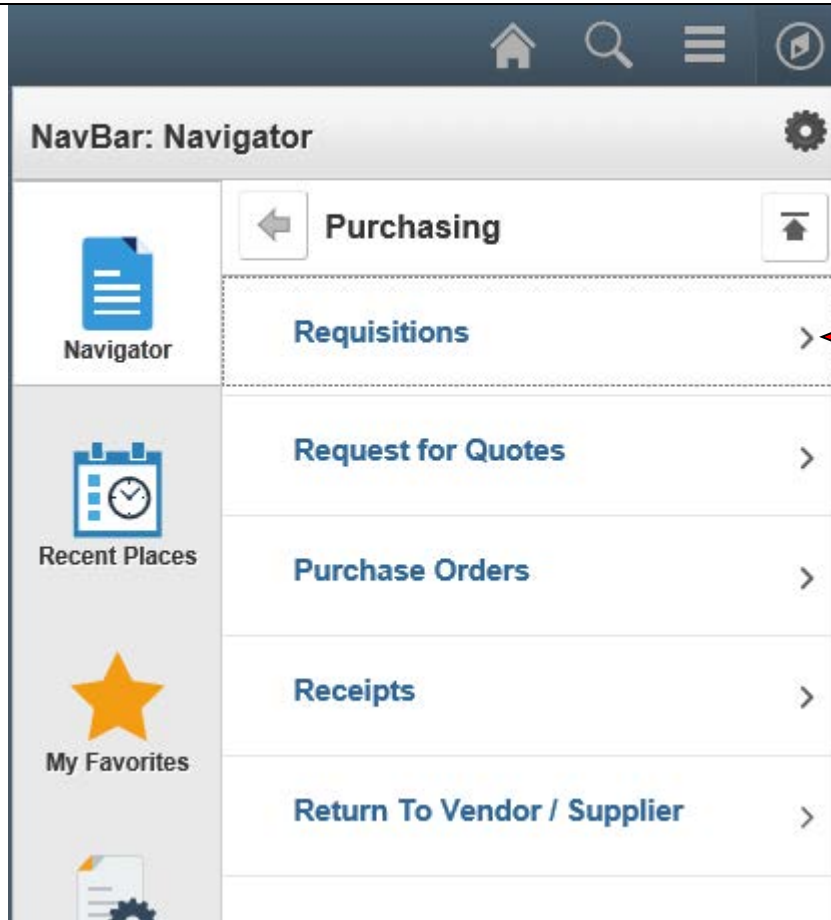 NavBar: Navigator
Purchasing
Navigator
Requisitions
Request for Quotes
Recent Places
Purchase Orders
Receipts
My Favorites
Return To Vendor / Supplier